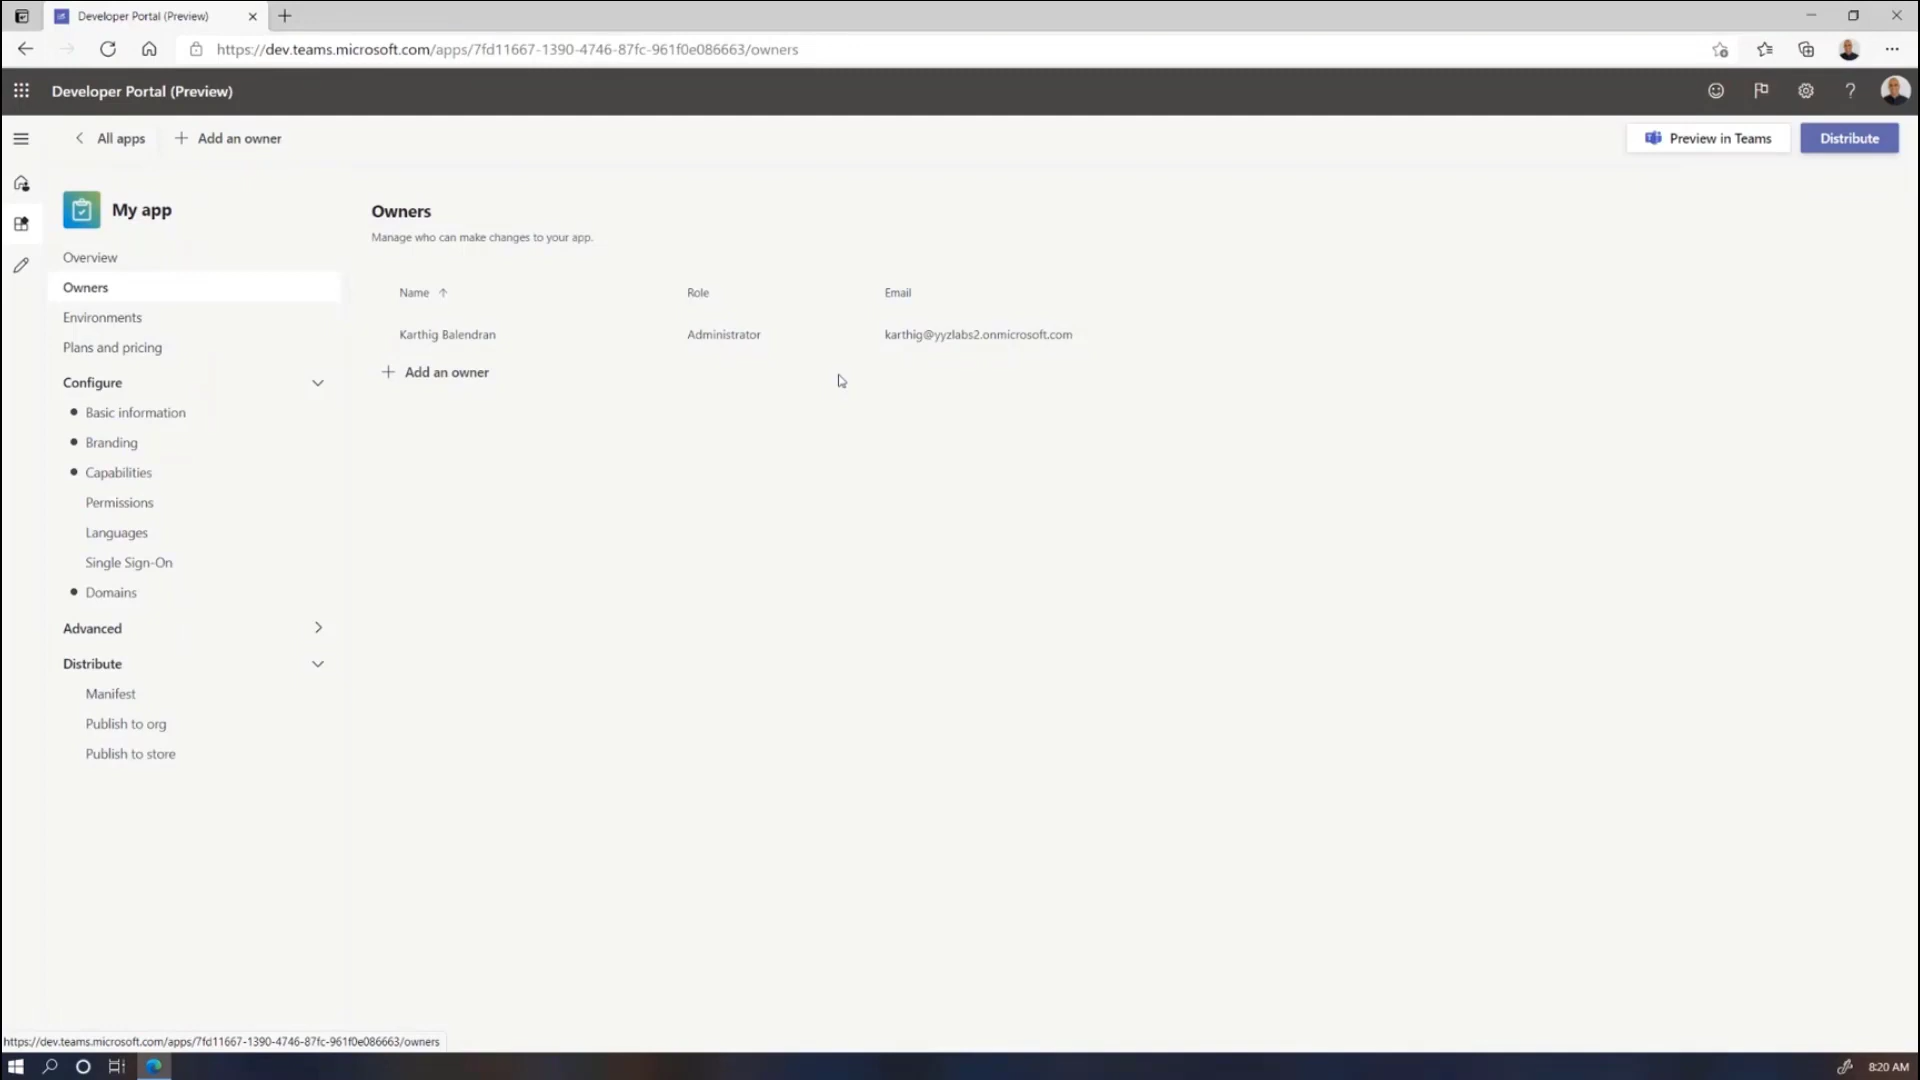 Developer Portal (Preview)
https://dev.teams.microsoft.com/apps/7fd11667-1390-4746-87fc-961f0e086663/owners
Developer Portal (Preview)
All apps
Add an owner
Preview in Teams
Distribute
My app
Overview
Owners
Environments
Plans and pricing
Configure
Basic information
Branding
Capabilities
Permissions
Languages
Single Sign-On
Domains
Advanced
Distribute
Manifest
Publish to org
Publish to store
Owners
Manage who can make changes to your app.
Name Role Email
Karthig Balendran Administrator karthig@yyzlabs2.onmicrosoft.com
Add an owner
https://dev.teams.microsoft.com/apps/7fd11667-1390-4746-87fc-961f0e086663/owners
8:20 AM